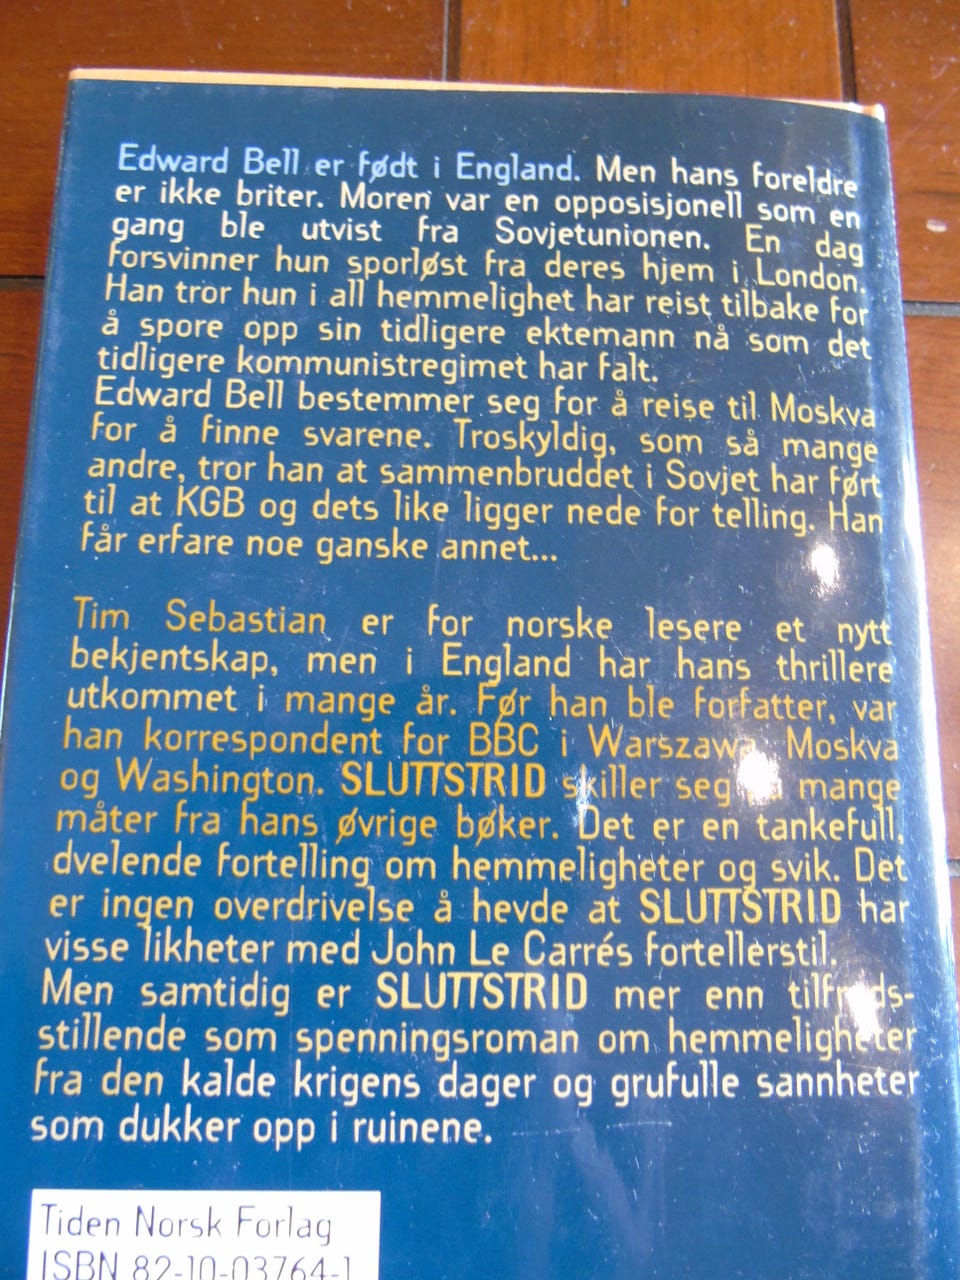 Edward Bell er født i England. Men hans foreldre
er ikke briter. Moren var en opposisjonell som en
gang ble utvist fra Sovjetunionen. En dag
forsvinner hun sporløst fra deres hjem i London.
Han tror hun i all hemmelighet har reist tilbake for
å spore opp sin tidligere ektemann nå som det
tidligere kommunistregimet har falt.
Edward Bell bestemmer seg for å reise til Moskva
for å finne svarene. Troskyldig, som så mange
andre, tror han at sammenbruddet i Sovjet har ført
til at KGB og dets like ligger nede for telling. Han
får erfare noe ganske annet...
Tim Sebastian er for norske lesere et nytt
bekjentskap, men i England har hans thrillere
utkommet i mange år. Før han ble forfatter, var
han korrespondent for BBC i Warszawa, Moskva
og Washington. SLUTTSTRID skiller seg på mange
måter fra hans øvrige bøker. Det er en tankefull,
dvelende fortelling om hemmeligheter og svik. Det
er ingen overdrivelse å hevde at SLUTTSTRID har
visse likheter med John Le Carrés fortellerstil.
Men samtidig er SLUTTSTRID mer enn tilfreds-
stillende som spenningsroman om hemmeligheter
fra den kalde krigens dager og grufulle sannheter
som dukker opp i ruinene.
Tiden Norsk Forlag
ISBN 82-10-03764-1